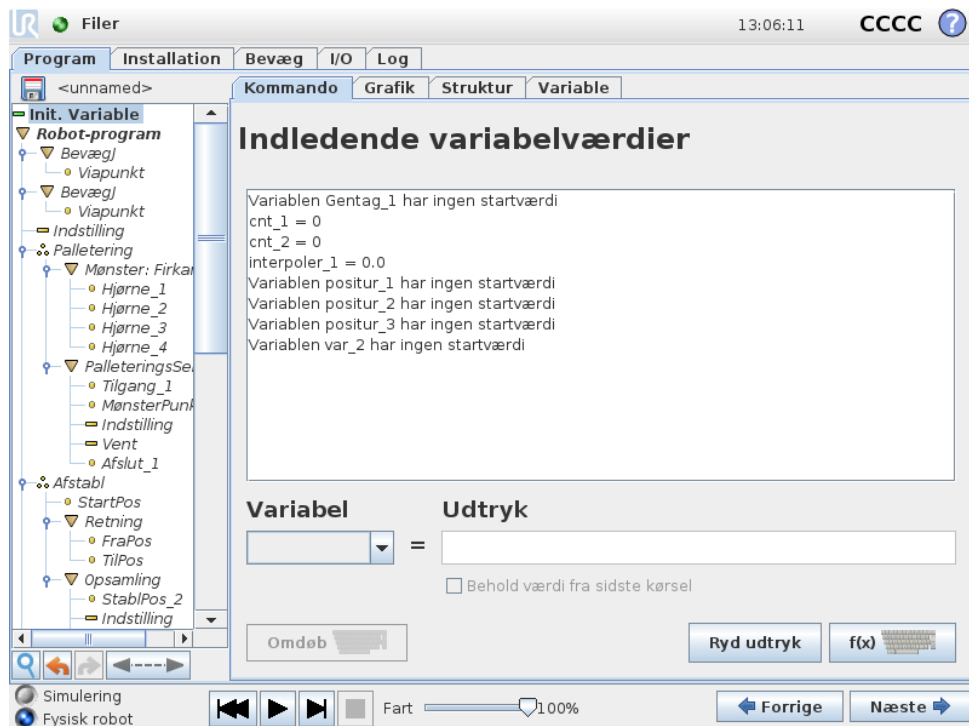 UR Filer 13:06:11 CCCC ?
Program Installation Bevæg I/O Log
<unnamed>
Kommando Grafik Struktur Variable
Init. Variable
Robot-program
BevægJ
Viapunkt
BevægJ
Viapunkt
Indstilling
Palletering
Mønster: Firkan
Hjørne_1
Hjørne_2
Hjørne_3
Hjørne_4
PalleteringsSe
Tilgang_1
MønsterPunk
Indstilling
Vent
Afslut_1
Afstabl
StartPos
Retning
FraPos
TilPos
Opsamling
StablPos_2
Indstilling
Indledende variabelværdier
Variablen Gentag_1 har ingen startværdi
cnt_1 = 0
cnt_2 = 0
interpoler_1 = 0.0
Variablen positur_1 har ingen startværdi
Variablen positur_2 har ingen startværdi
Variablen positur_3 har ingen startværdi
Variablen var_2 har ingen startværdi
Variabel Udtryk
=
Behold værdi fra sidste kørsel
Omdøb Ryd udtryk f(x)
Simulering
Fysisk robot
Fart 100% Forrige Næste